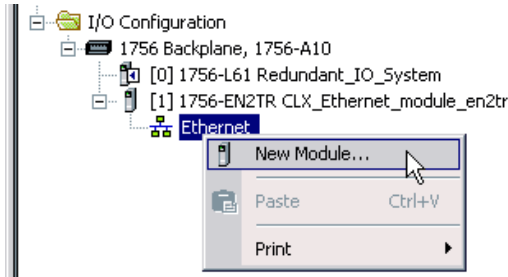 I/O Configuration
1756 Backplane, 1756-A10
[0] 1756-L61 Redundant_IO_System
[1] 1756-EN2TR CLX_Ethernet_module_en2tr
Ethernet
New Module...
Paste Ctrl+V
Print